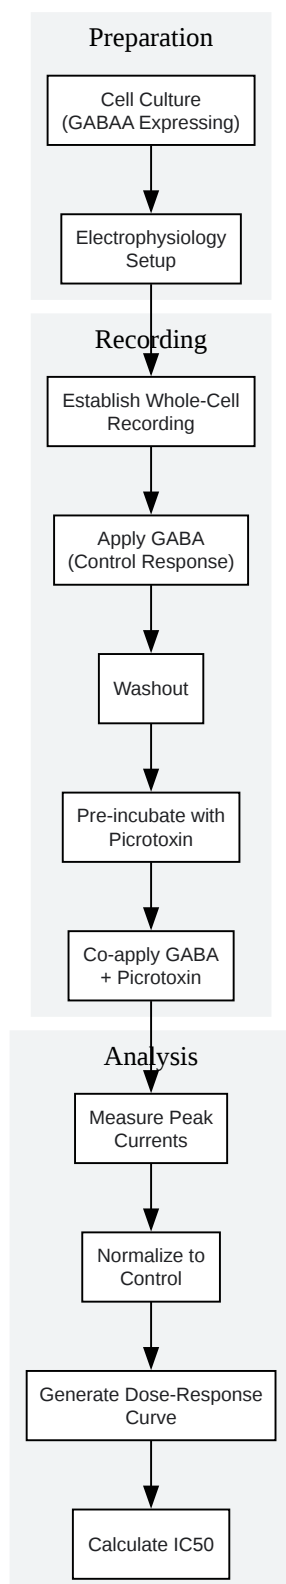 Preparation
Cell Culture
(GABAA Expressing)
Electrophysiology
Setup
Recording
Establish Whole-Cell
Recording
Apply GABA
(Control Response)
Washout
Pre-incubate with
Picrotoxin
Co-apply GABA
+ Picrotoxin
Analysis
Measure Peak
Currents
Normalize to
Control
Generate Dose-Response
Curve
Calculate IC50